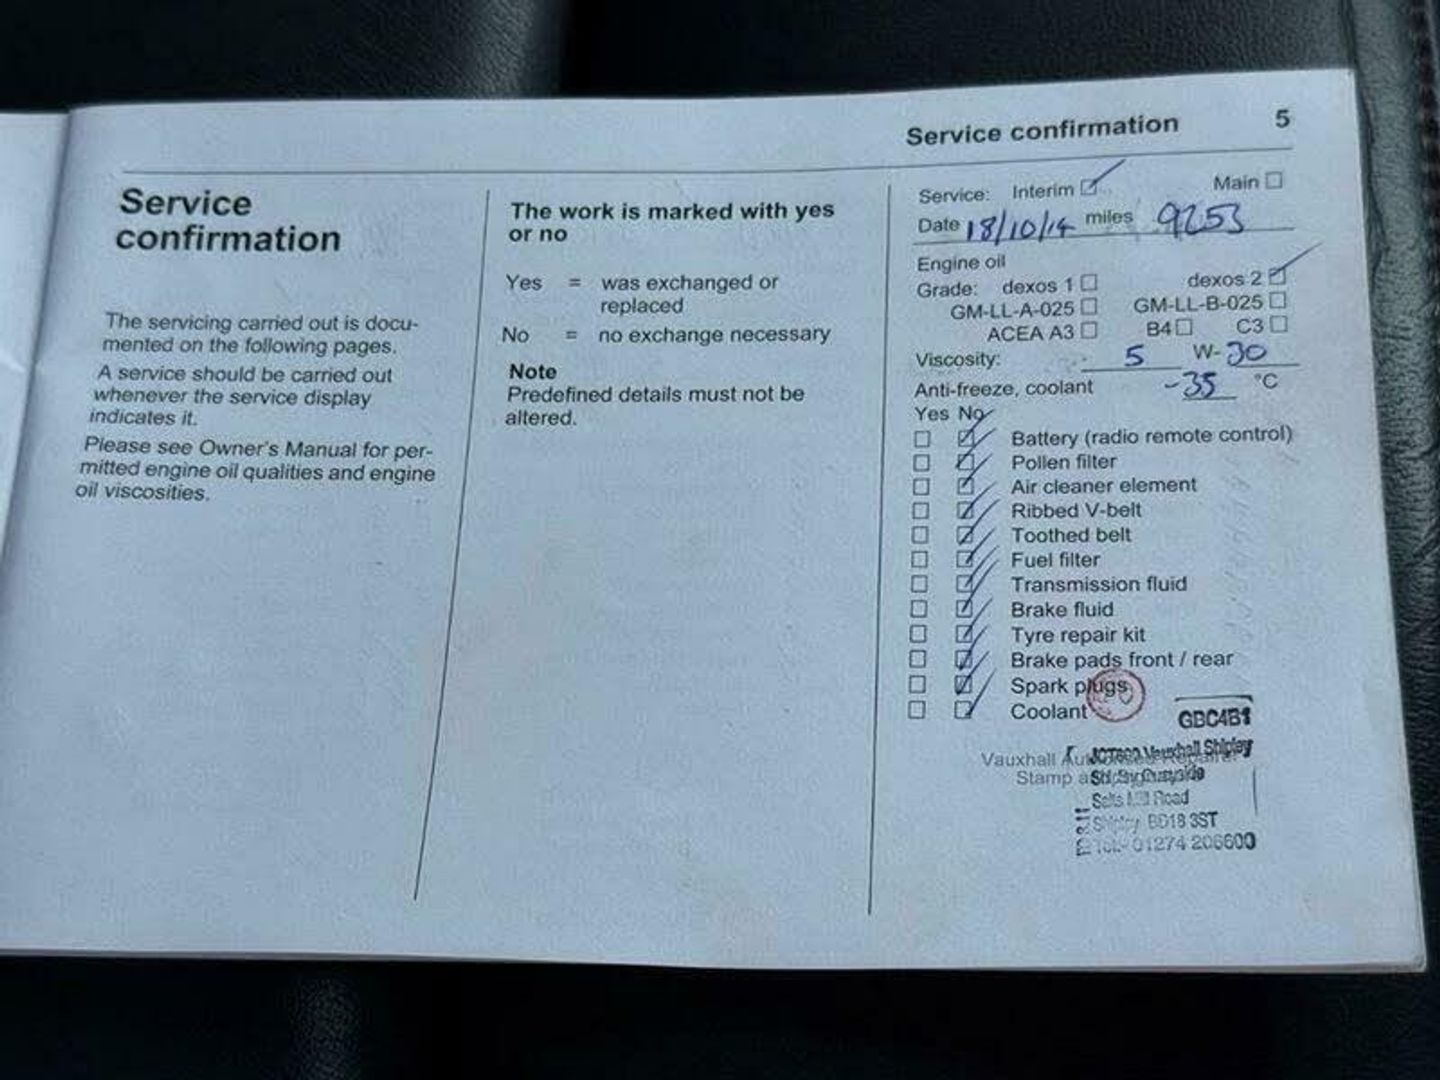 Service confirmation 5
Service
confirmation
The servicing carried out is docu-
mented on the following pages.
A service should be carried out
whenever the service display
indicates it.
Please see Owner's Manual for per-
mitted engine oil qualities and engine
oil viscosities.
The work is marked with yes
or no
Yes = was exchanged or
replaced
No = no exchange necessary
Note
Predefined details must not be
altered.
Service: Interim Main
Date 18/10/14 miles 9253
Engine oil
Grade: dexos 1 dexos 2
GM-LL-A-025 GM-LL-B-025
ACEA A3 B4 C3
Viscosity: 5 W-30
Anti-freeze, coolant -35 °C
Yes No
Battery (radio remote control)
Pollen filter
Air cleaner element
Ribbed V-belt
Toothed belt
Fuel filter
Transmission fluid
Brake fluid
Tyre repair kit
Brake pads front / rear
Spark plugs
Coolant
GBC4B1
Vauxhall
JCT600 Vauxhall Shipley
Stamp
Salts Mill Road
Shipley BD18 3ST
Tel:- 01274 206600